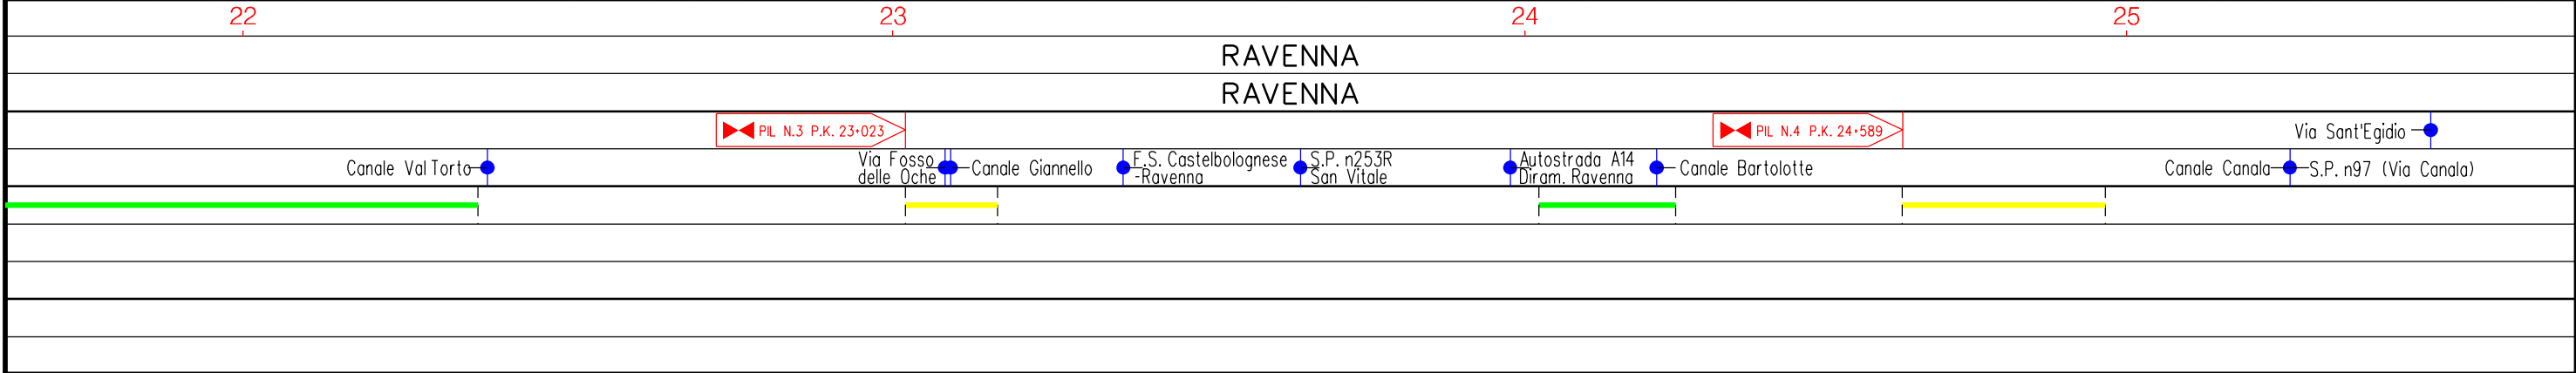 22 23 24 25
RAVENNA
RAVENNA
PIL N.3 P.K. 23+023 PIL N.4 P.K. 24+589 Via Sant'Egidio
Canale Val Torto Via Fosso delle Oche Canale Giannello F.S. Castelbolognese -Ravenna S.P. n253R San Vitale Autostrada A14 Diram. Ravenna Canale Bartolotte Canale Canala S.P. n97 (Via Canala)